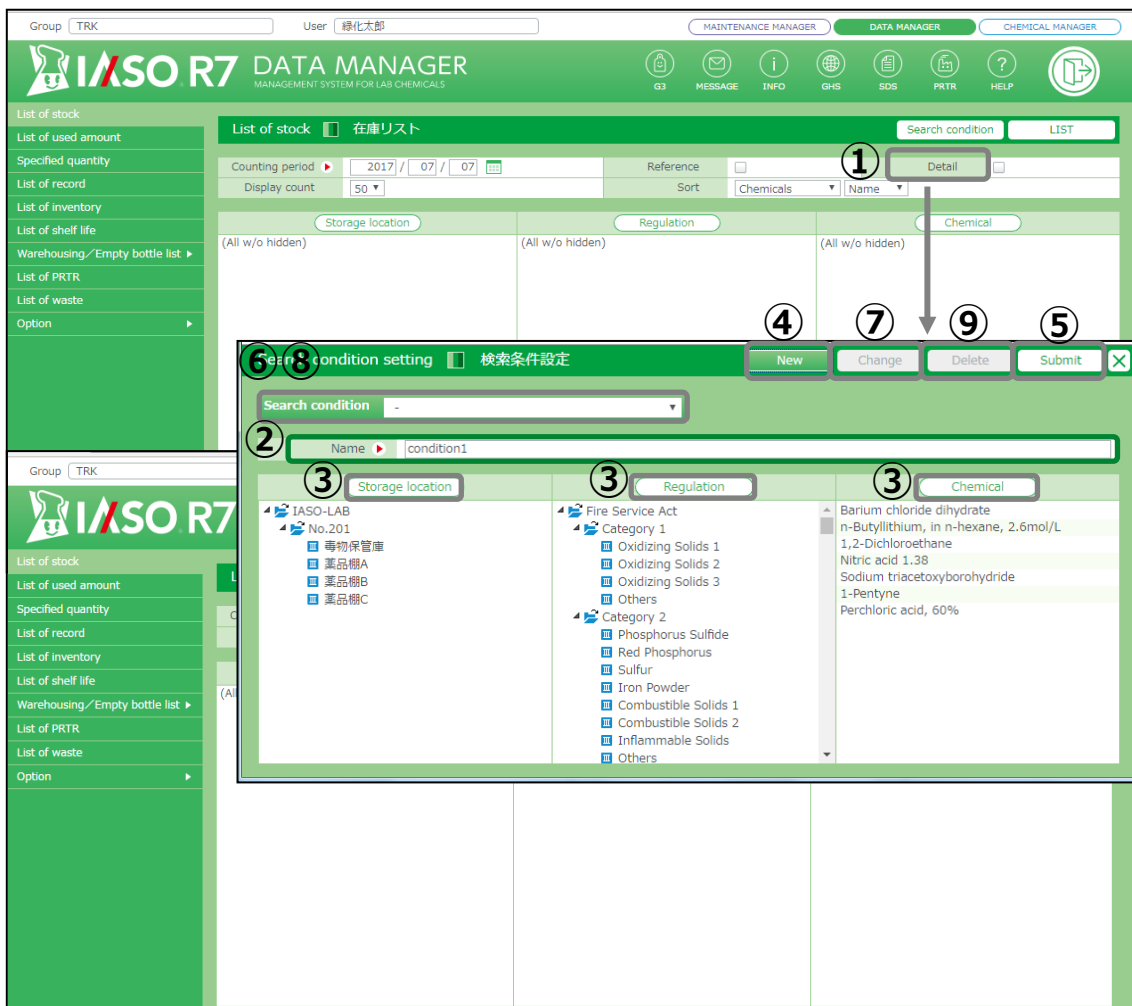 Group TRK User 緑化太郎 MAINTENANCE MANAGER DATA MANAGER CHEMICAL MANAGER
IASO R7 DATA MANAGER
MANAGEMENT SYSTEM FOR LAB CHEMICALS
G3 MESSAGE INFO GHS SDS PRTR HELP
List of stock
List of used amount
Specified quantity
List of record
List of inventory
List of shelf life
Warehousing／Empty bottle list
List of PRTR
List of waste
Option
List of stock 在庫リスト Search condition LIST
Counting period 2017 / 07 / 07 Reference ① Detail
Display count 50 Sort Chemicals Name
Storage location Regulation Chemical
(All w/o hidden) (All w/o hidden) (All w/o hidden)
④ ⑦ ⑨ ⑤
⑥⑧ condition setting 検索条件設定 New Change Delete Submit
Search condition -
② Name condition1
③ Storage location ③ Regulation ③ Chemical
IASO-LAB
No.201
毒物保管庫
薬品棚A
薬品棚B
薬品棚C
Fire Service Act
Category 1
Oxidizing Solids 1
Oxidizing Solids 2
Oxidizing Solids 3
Others
Category 2
Phosphorus Sulfide
Red Phosphorus
Sulfur
Iron Powder
Combustible Solids 1
Combustible Solids 2
Inflammable Solids
Others
Barium chloride dihydrate
n-Butyllithium, in n-hexane, 2.6mol/L
1,2-Dichloroethane
Nitric acid 1.38
Sodium triacetoxyborohydride
1-Pentyne
Perchloric acid, 60%
Group TRK
IASO R7
List of stock
List of used amount
Specified quantity
List of record
List of inventory
List of shelf life
Warehousing／Empty bottle list
List of PRTR
List of waste
Option
(All